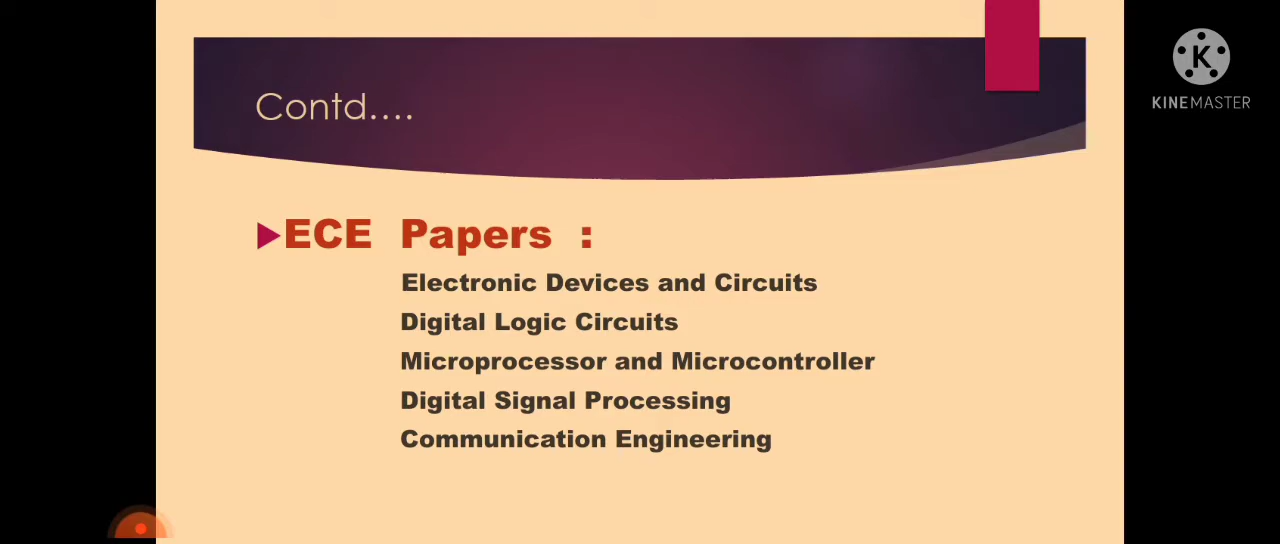 Contd....
K
KINEMASTER
ECE Papers :
Electronic Devices and Circuits
Digital Logic Circuits
Microprocessor and Microcontroller
Digital Signal Processing
Communication Engineering